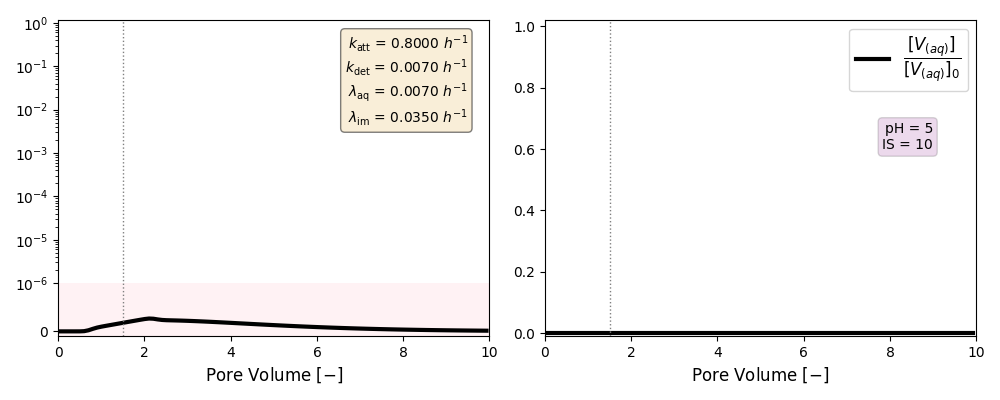 10⁰
10⁻¹
10⁻²
10⁻³
10⁻⁴
10⁻⁵
10⁻⁶
0
0 2 4 6 8 10
Pore Volume [−]
k_att = 0.8000 h⁻¹
k_det = 0.0070 h⁻¹
λ_aq = 0.0070 h⁻¹
λ_im = 0.0350 h⁻¹
1.0
0.8
0.6
0.4
0.2
0.0
0 2 4 6 8 10
Pore Volume [−]
[V_(aq)]
[V_(aq)]₀
pH = 5
IS = 10